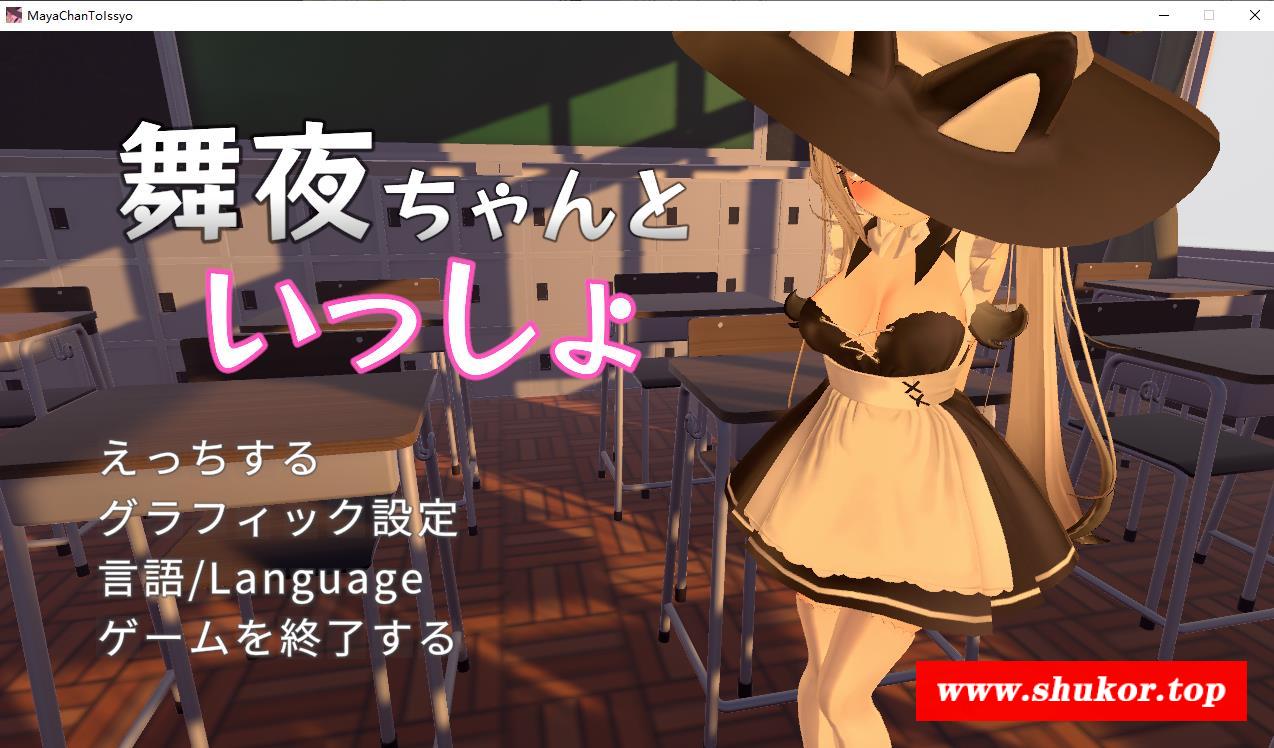 MayaChanToIssyo
舞夜ちゃんと
いっしょ
えっちする
グラフィック設定
言語/Language
ゲームを終了する
www.shukor.top